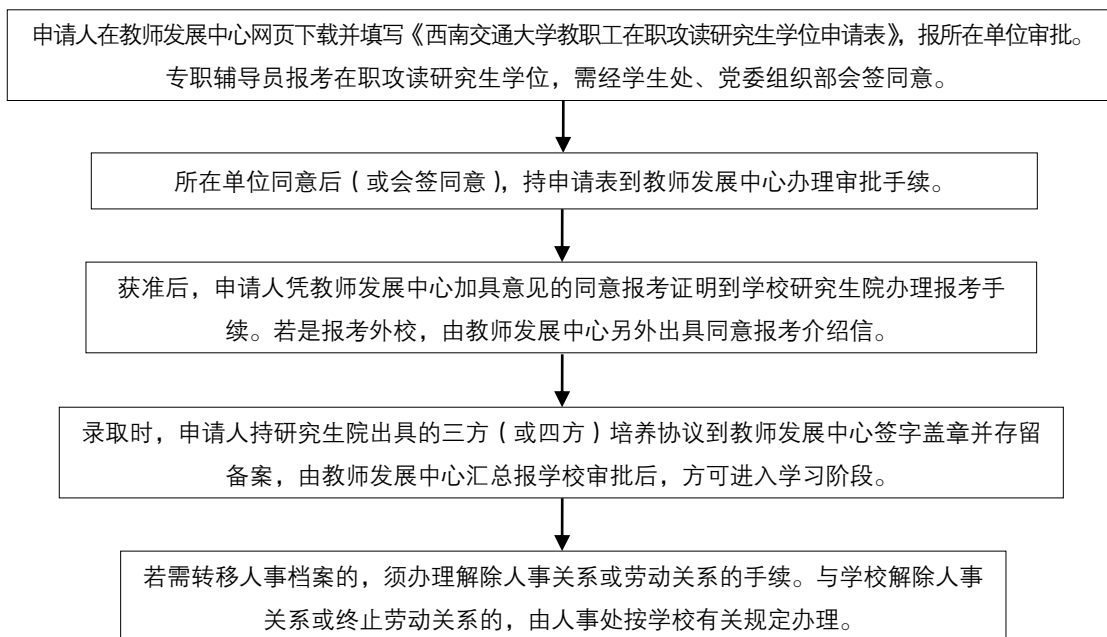 申请人在教师发展中心网页下载并填写《西南交通大学教职工在职攻读研究生学位申请表》，报所在单位审批。
专职辅导员报考在职攻读研究生学位，需经学生处、党委组织部会签同意。
所在单位同意后（或会签同意），持申请表到教师发展中心办理审批手续。
获准后，申请人凭教师发展中心加具意见的同意报考证明到学校研究生院办理报考手
续。若是报考外校，由教师发展中心另外出具同意报考介绍信。
录取时，申请人持研究生院出具的三方（或四方）培养协议到教师发展中心签字盖章并存留
备案，由教师发展中心汇总报学校审批后，方可进入学习阶段。
若需转移人事档案的，须办理解除人事关系或劳动关系的手续。与学校解除人事
关系或终止劳动关系的，由人事处按学校有关规定办理。